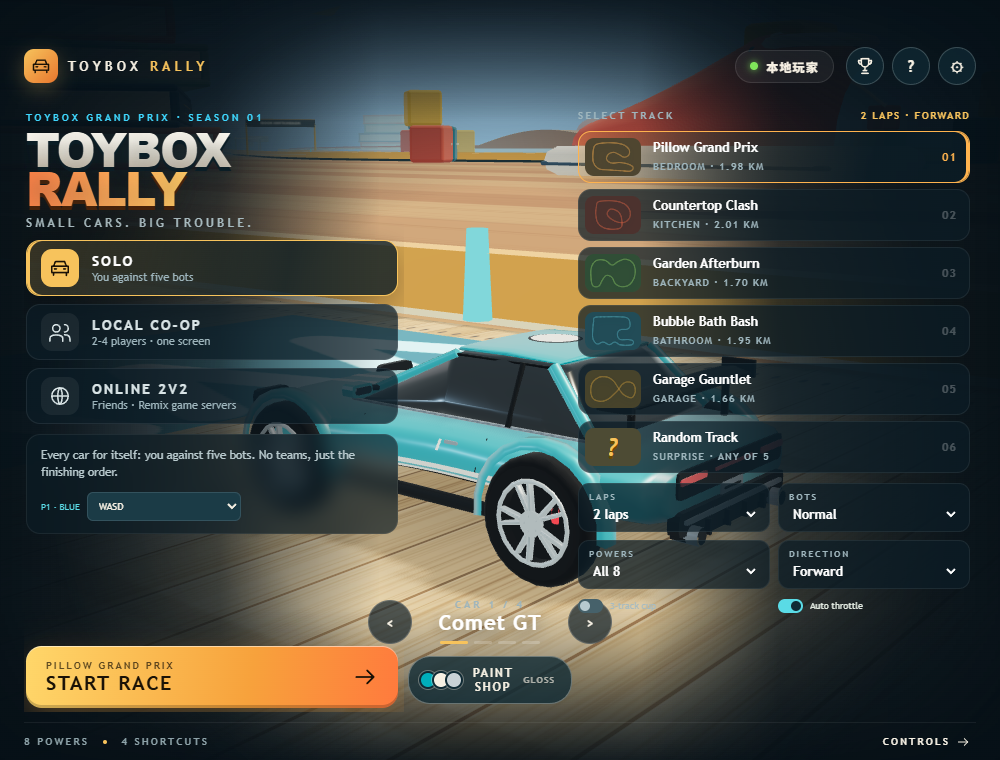 TOYBOX RALLY
本地玩家
?
TOYBOX GRAND PRIX · SEASON 01
TOYBOX
RALLY
SMALL CARS. BIG TROUBLE.
SOLO
You against five bots
LOCAL CO-OP
2-4 players · one screen
ONLINE 2V2
Friends · Remix game servers
Every car for itself: you against five bots. No teams, just the
finishing order.
P1 - BLUE
WASD
SELECT TRACK
2 LAPS · FORWARD
Pillow Grand Prix
BEDROOM · 1.98 KM
01
Countertop Clash
KITCHEN · 2.01 KM
02
Garden Afterburn
BACKYARD · 1.70 KM
03
Bubble Bath Bash
BATHROOM · 1.95 KM
04
Garage Gauntlet
GARAGE · 1.66 KM
05
?
Random Track
SURPRISE · ANY OF 5
06
LAPS
2 laps
BOTS
Normal
POWERS
All 8
DIRECTION
Forward
Auto throttle
CAR 1 /
<
Comet GT
>
PILLOW GRAND PRIX
START RACE
PAINT
SHOP
GLOSS
8 POWERS • 4 SHORTCUTS
CONTROLS →